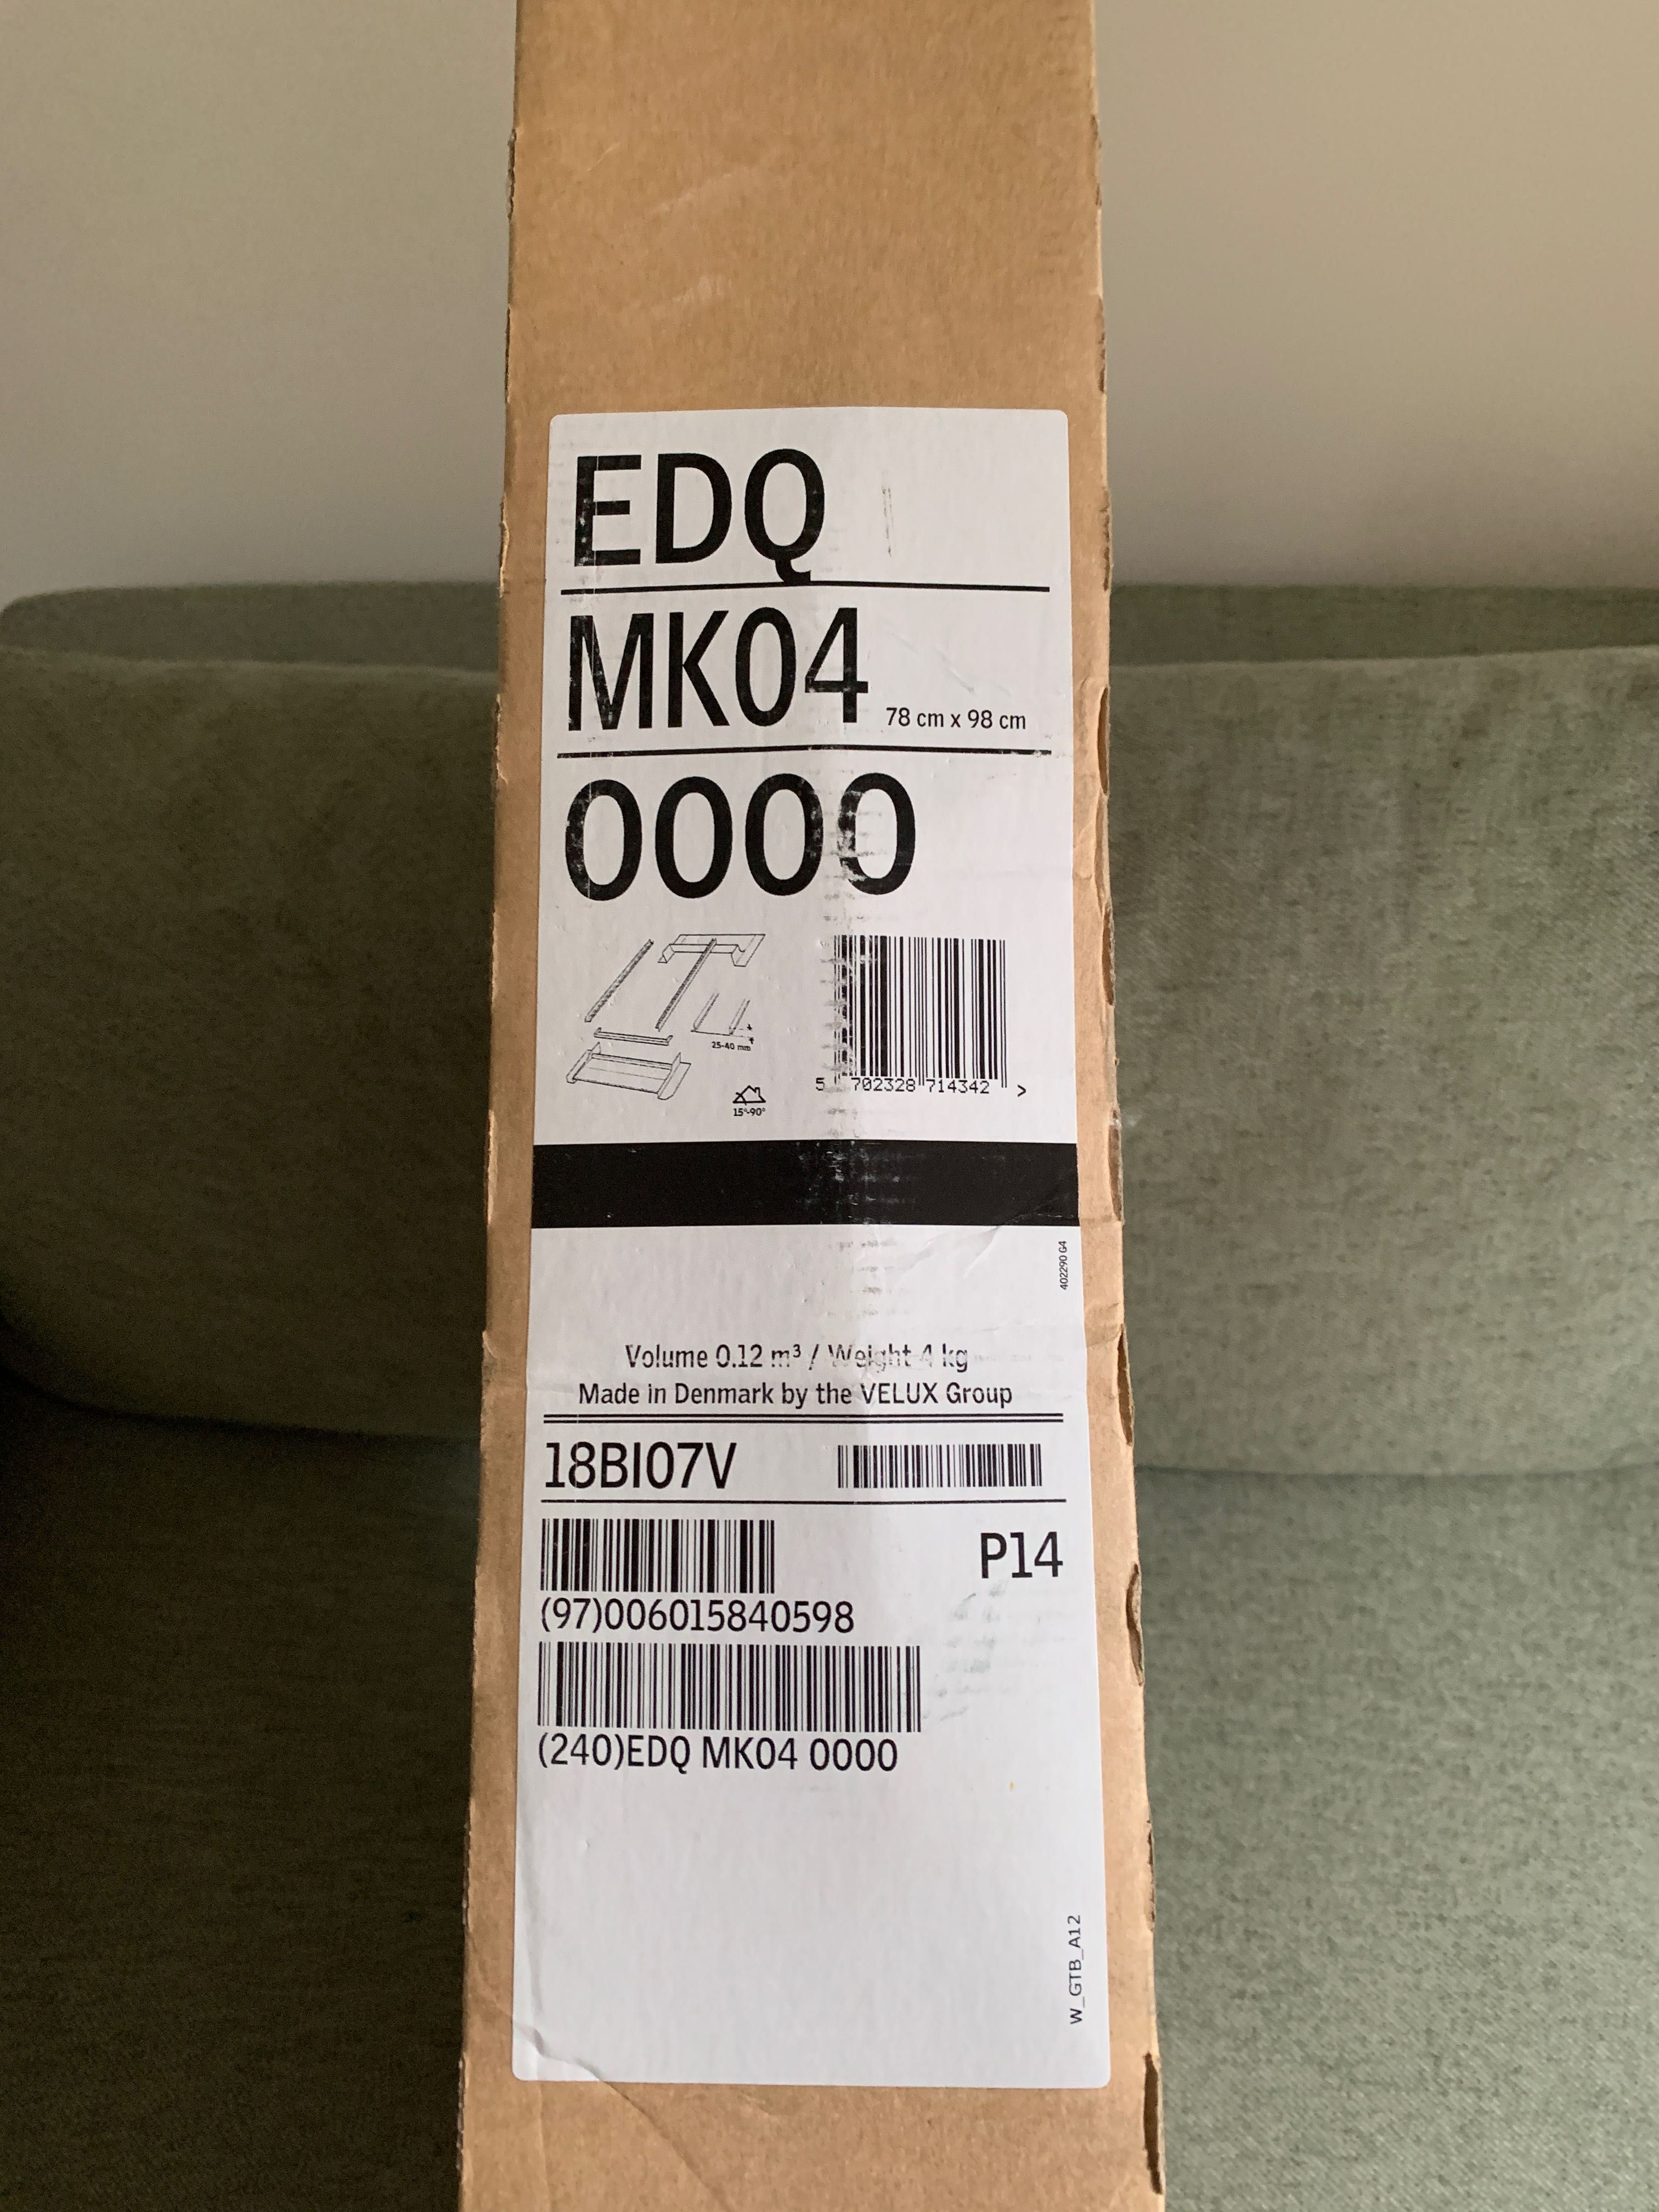 EDQ
MK04 78 cm x 98 cm
0000
25-40 mm
15°-90°
5 702328 714342 >
402290 G4
Volume 0.12 m³ / Weight 4 kg
Made in Denmark by the VELUX Group
18BI07V
P14
(97)006015840598
(240)EDQ MK04 0000
W_GTB_A12